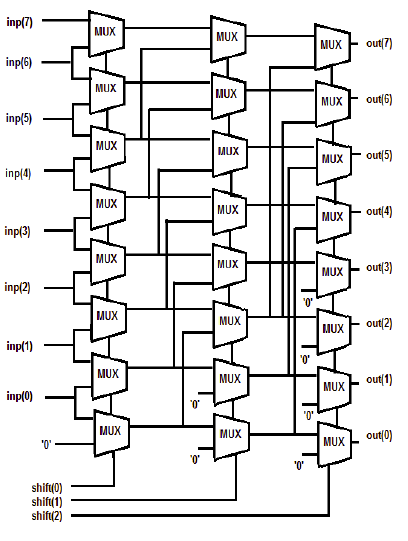 inp(7) MUX MUX MUX out(7)
inp(6) MUX MUX MUX out(6)
inp(5) MUX MUX MUX out(5)
inp(4) MUX MUX MUX out(4)
inp(3) MUX MUX MUX out(3)
'0'
inp(2) MUX MUX MUX out(2)
'0'
inp(1) MUX MUX MUX out(1)
'0' '0'
inp(0) MUX MUX MUX out(0)
'0' '0' '0'
shift(0)
shift(1)
shift(2)